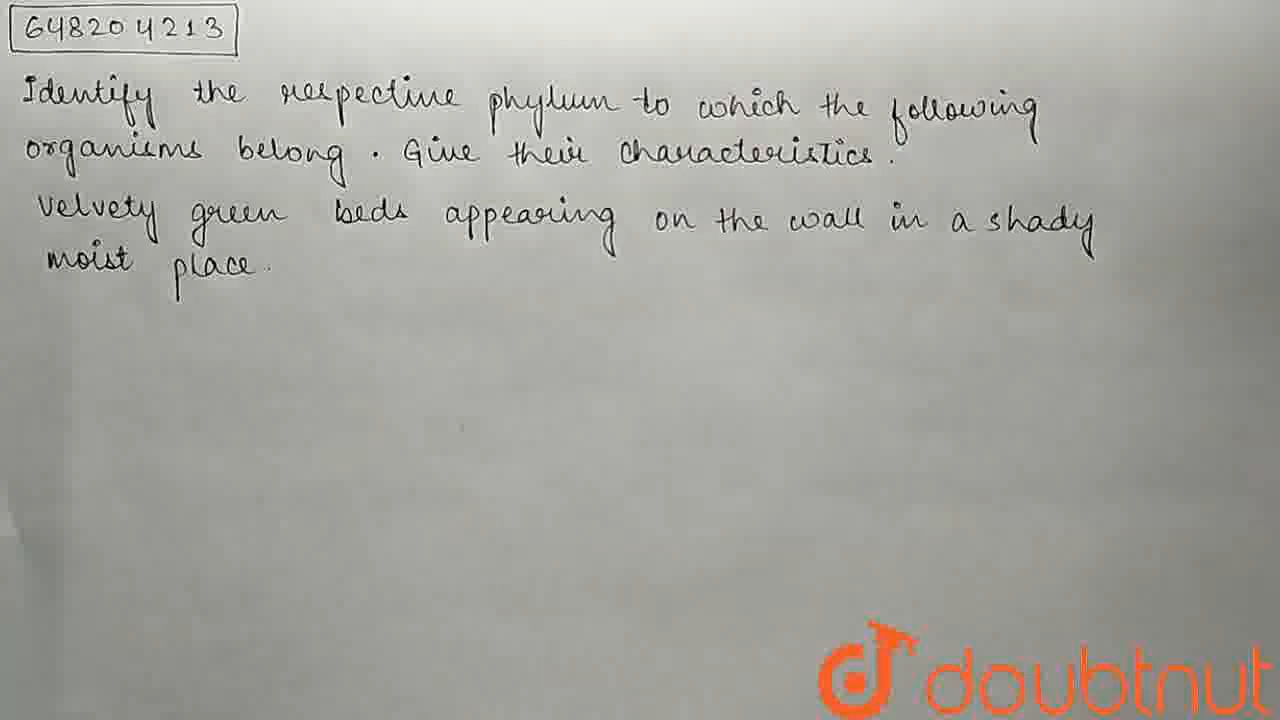 648204213
Identify the respective phylum to which the following
organisms belong. Give their characteristics.
Velvety green beds appearing on the wall in a shady
moist place.
doubtnut